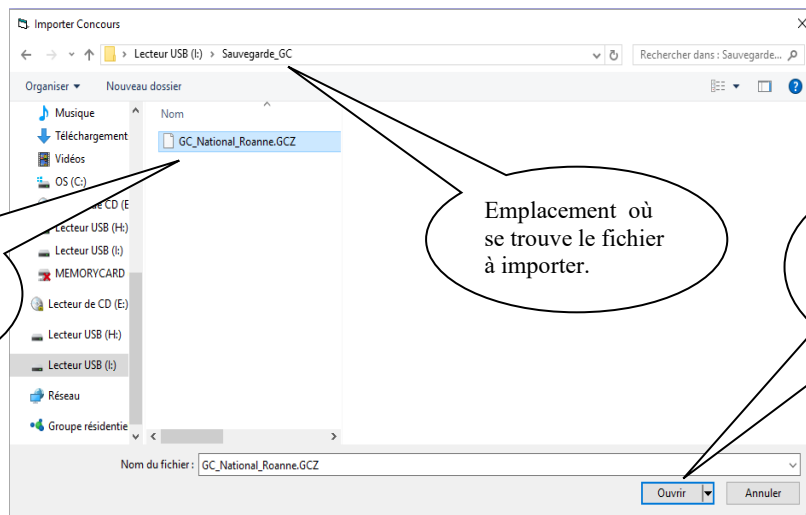 Importer Concours
Lecteur USB (I:) > Sauvegarde_GC
Rechercher dans : Sauvegarde...
Organiser
Nouveau dossier
Musique
Nom
Téléchargement
GC_National_Roanne.GCZ
Vidéos
OS (C:)
de CD (E
Lecteur USB (H:)
Lecteur USB (I:)
MEMORYCARD
Lecteur de CD (E:)
Lecteur USB (H:)
Lecteur USB (I:)
Réseau
Groupe résidentie
Emplacement où
se trouve le fichier
à importer.
Nom du fichier : GC_National_Roanne.GCZ
Ouvrir
Annuler